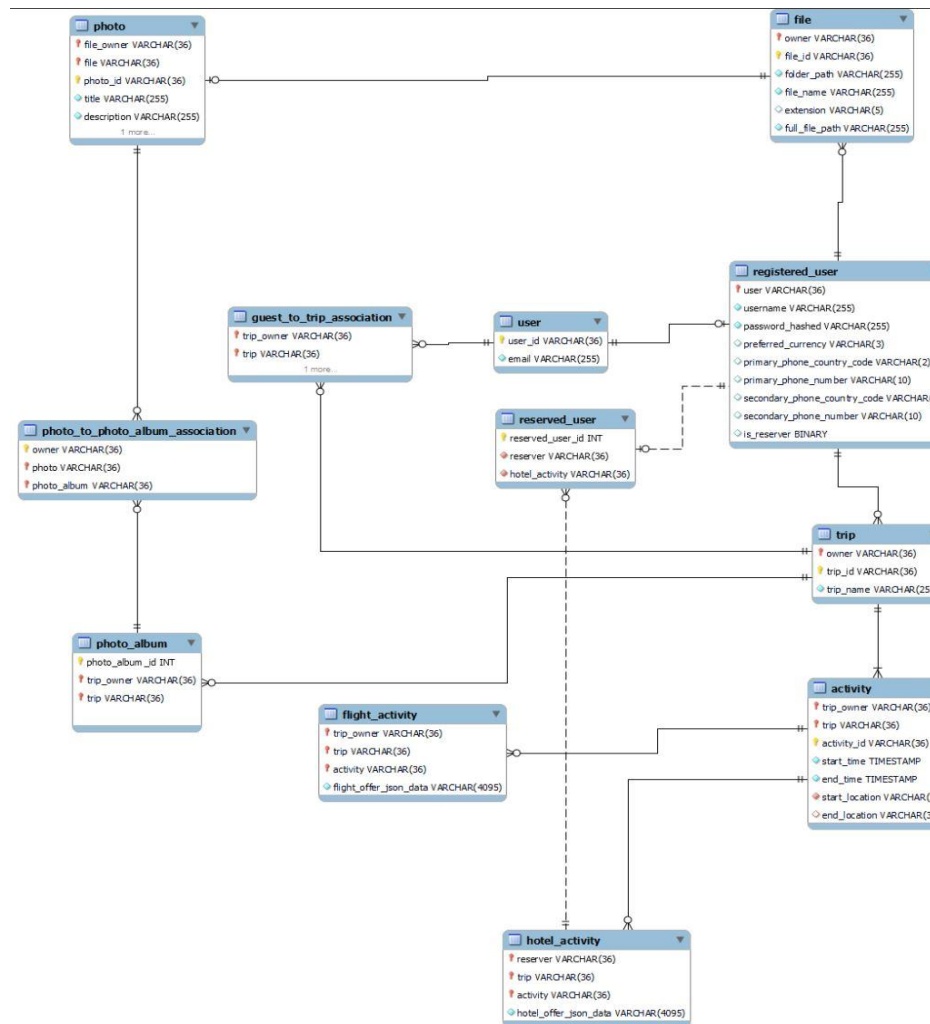 photo
file_owner VARCHAR(36)
file VARCHAR(36)
photo_id VARCHAR(36)
title VARCHAR(255)
description VARCHAR(255)
1 more...
file
owner VARCHAR(36)
file_id VARCHAR(36)
folder_path VARCHAR(255)
file_name VARCHAR(255)
extension VARCHAR(5)
full_file_path VARCHAR(255)
registered_user
user VARCHAR(36)
username VARCHAR(255)
password_hashed VARCHAR(255)
preferred_currency VARCHAR(3)
primary_phone_country_code VARCHAR(2)
primary_phone_number VARCHAR(10)
secondary_phone_country_code VARCHAR(
secondary_phone_number VARCHAR(10)
is_reserver BINARY
guest_to_trip_association
trip_owner VARCHAR(36)
trip VARCHAR(36)
1 more...
user
user_id VARCHAR(36)
email VARCHAR(255)
reserved_user
reserved_user_id INT
reserver VARCHAR(36)
hotel_activity VARCHAR(36)
photo_to_photo_album_association
owner VARCHAR(36)
photo VARCHAR(36)
photo_album VARCHAR(36)
trip
owner VARCHAR(36)
trip_id VARCHAR(36)
trip_name VARCHAR(25
photo_album
photo_album_id INT
trip_owner VARCHAR(36)
trip VARCHAR(36)
flight_activity
trip_owner VARCHAR(36)
trip VARCHAR(36)
activity VARCHAR(36)
flight_offer_json_data VARCHAR(4095)
activity
trip_owner VARCHAR(36)
trip VARCHAR(36)
activity_id VARCHAR(36)
start_time TIMESTAMP
end_time TIMESTAMP
start_location VARCHAR(
end_location VARCHAR(3
hotel_activity
reserver VARCHAR(36)
trip VARCHAR(36)
activity VARCHAR(36)
hotel_offer_json_data VARCHAR(4095)